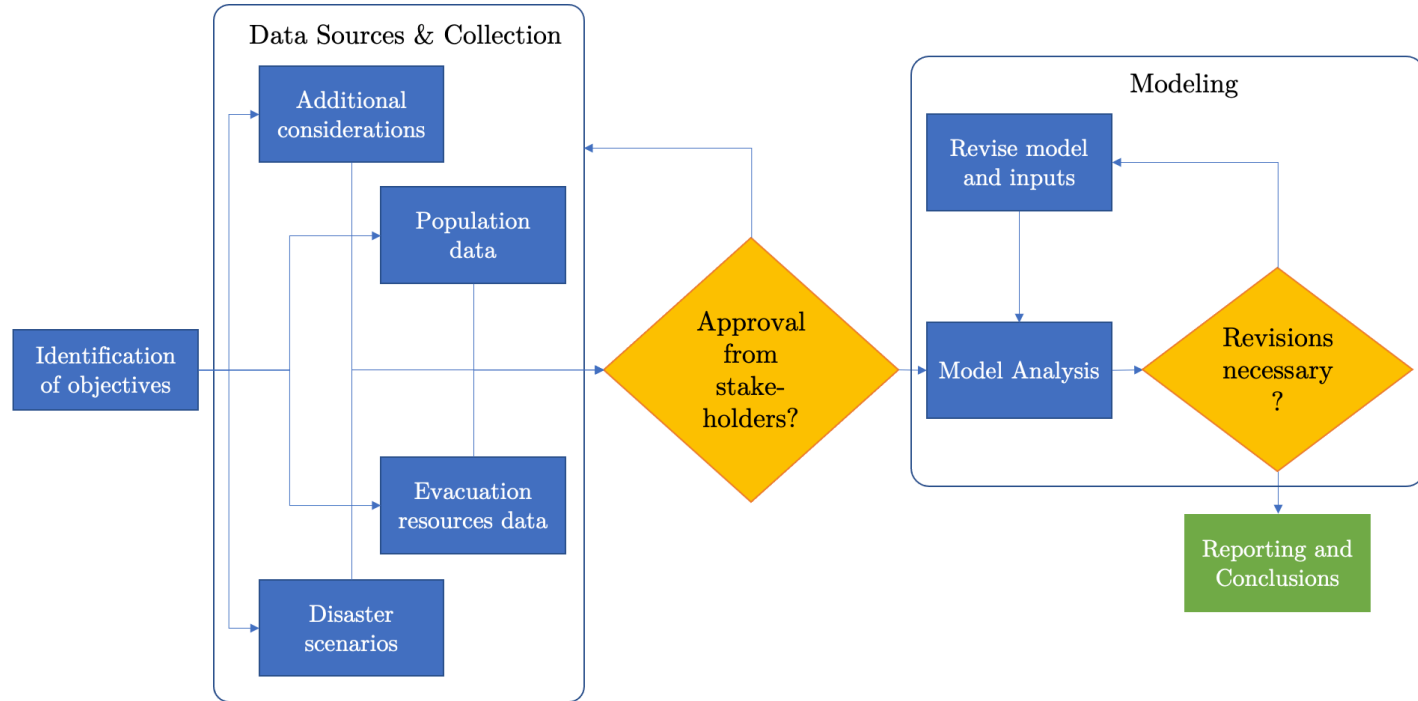 Data Sources & Collection
Additional
considerations
Population
data
Identification
of objectives
Evacuation
resources data
Disaster
scenarios
Approval
from
stake-
holders?
Modeling
Revise model
and inputs
Model Analysis
Revisions
necessary
?
Reporting and
Conclusions